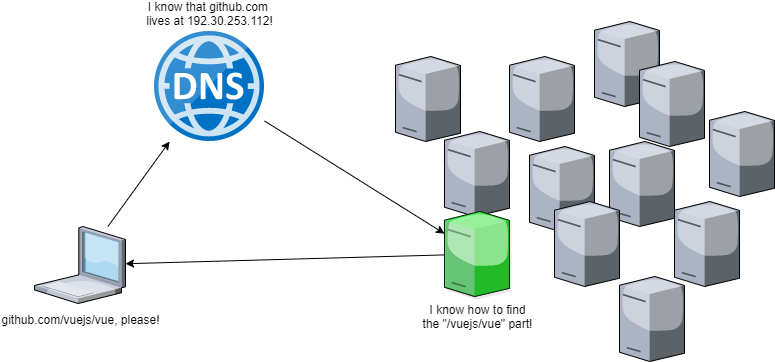 I know that github.com
lives at 192.30.253.112!
DNS
github.com/vuejs/vue, please!
I know how to find
the "/vuejs/vue" part!